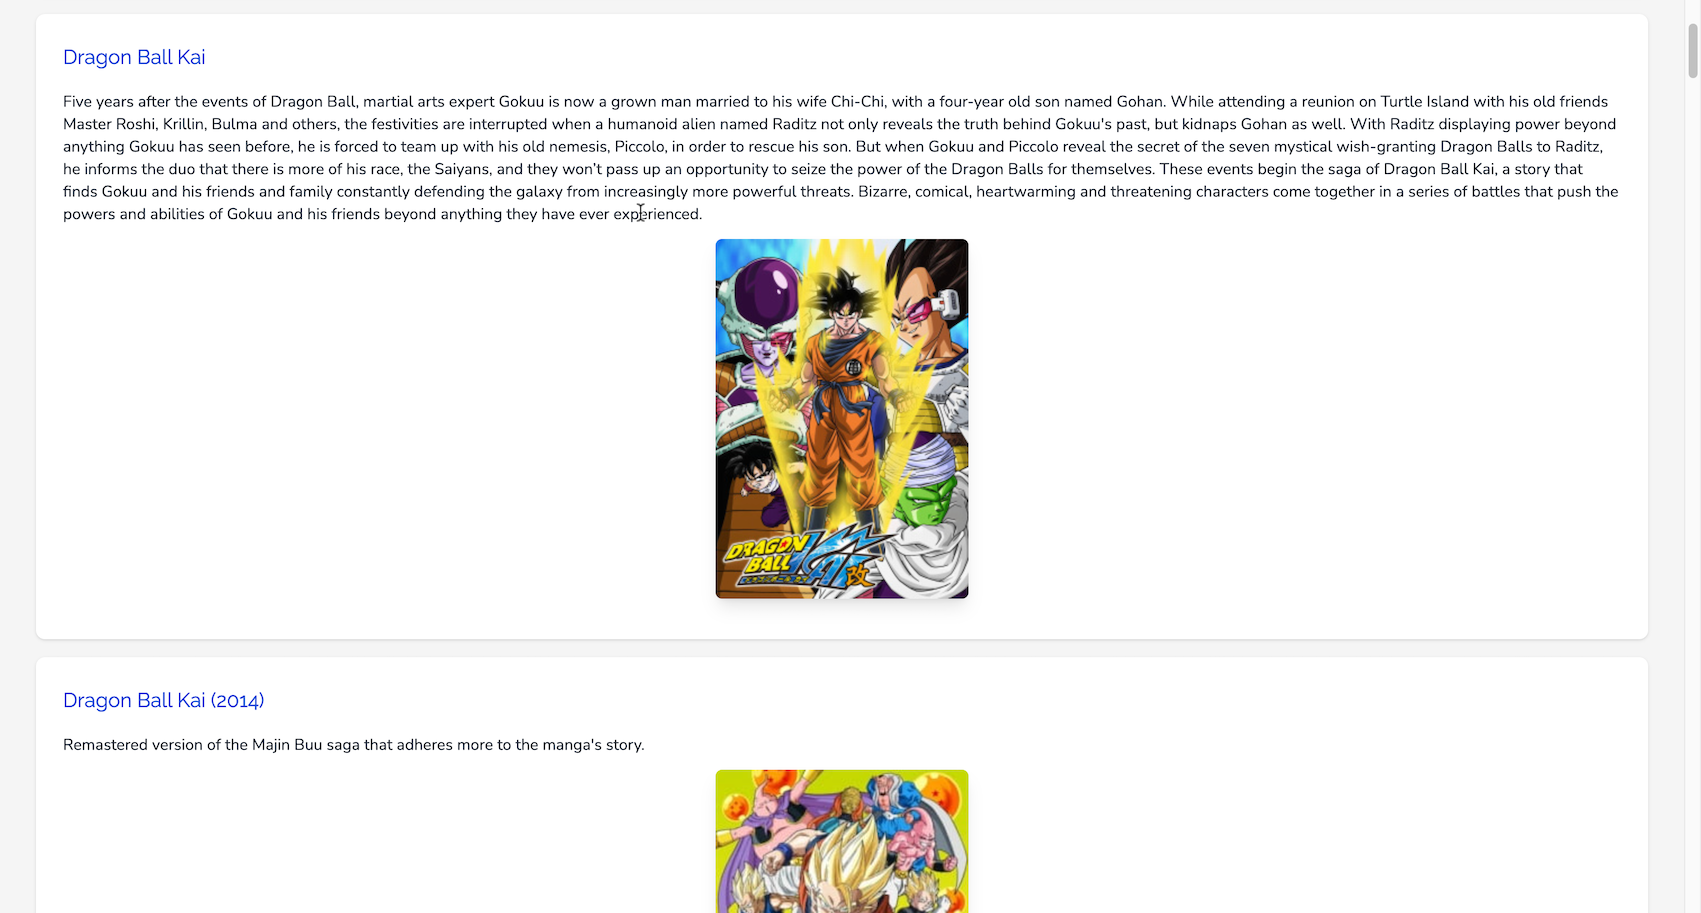 Dragon Ball Kai
Five years after the events of Dragon Ball, martial arts expert Gokuu is now a grown man married to his wife Chi-Chi, with a four-year old son named Gohan. While attending a reunion on Turtle Island with his old friends
Master Roshi, Krillin, Bulma and others, the festivities are interrupted when a humanoid alien named Raditz not only reveals the truth behind Gokuu's past, but kidnaps Gohan as well. With Raditz displaying power beyond
anything Gokuu has seen before, he is forced to team up with his old nemesis, Piccolo, in order to rescue his son. But when Gokuu and Piccolo reveal the secret of the seven mystical wish-granting Dragon Balls to Raditz,
he informs the duo that there is more of his race, the Saiyans, and they won’t pass up an opportunity to seize the power of the Dragon Balls for themselves. These events begin the saga of Dragon Ball Kai, a story that
finds Gokuu and his friends and family constantly defending the galaxy from increasingly more powerful threats. Bizarre, comical, heartwarming and threatening characters come together in a series of battles that push the
powers and abilities of Gokuu and his friends beyond anything they have ever experienced.
DRAGON
BALL KAI 改
ドラゴンボール カイ
Dragon Ball Kai (2014)
Remastered version of the Majin Buu saga that adheres more to the manga's story.